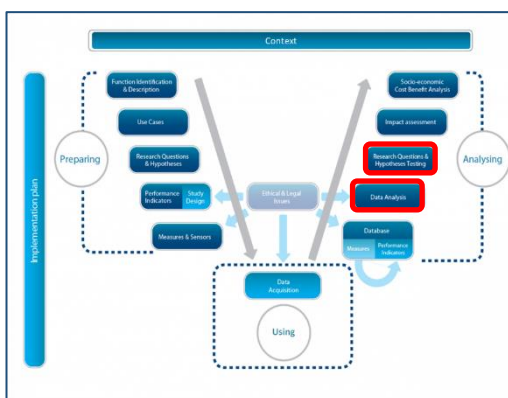 Context
Implementation plan
Preparing
Function Identification
& Description
Use Cases
Research Questions
& Hypotheses
Performance
Indicators
Study
Design
Measures & Sensors
Ethical & Legal
Issues
Data
Acquisition
Using
Socio-economic
Cost Benefit Analysis
Impact assessment
Research Questions &
Hypotheses Testing
Data Analysis
Database
Measures
Performance
Indicators
Analysing